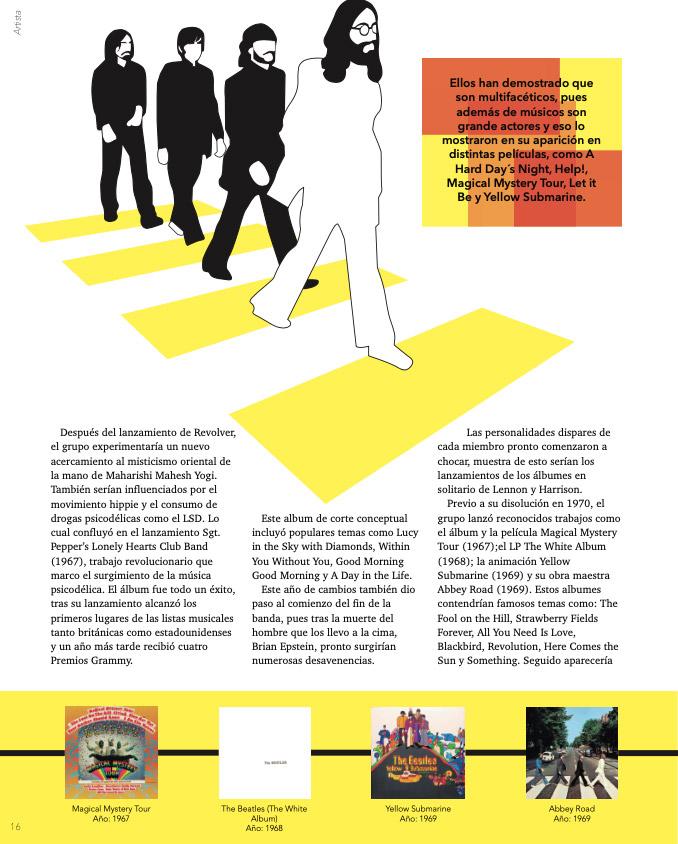 Artista
Ellos han demostrado que
son multifacéticos, pues
además de músicos son
grande actores y eso lo
mostraron en su aparición en
distintas películas, como A
Hard Day´s Night, Help!,
Magical Mystery Tour, Let it
Be y Yellow Submarine.
Después del lanzamiento de Revolver,
el grupo experimentaría un nuevo
acercamiento al misticismo oriental de
la mano de Maharishi Mahesh Yogi.
También serían influenciados por el
movimiento hippie y el consumo de
drogas psicodélicas como el LSD. Lo
cual confluyó en el lanzamiento Sgt.
Pepper's Lonely Hearts Club Band
(1967), trabajo revolucionario que
marco el surgimiento de la música
psicodélica. El álbum fue todo un éxito,
tras su lanzamiento alcanzó los
primeros lugares de las listas musicales
tanto británicas como estadounidenses
y un año más tarde recibió cuatro
Premios Grammy.
Este album de corte conceptual
incluyó populares temas como Lucy
in the Sky with Diamonds, Within
You Without You, Good Morning
Good Morning y A Day in the Life.
Este año de cambios también dio
paso al comienzo del fin de la
banda, pues tras la muerte del
hombre que los llevo a la cima,
Brian Epstein, pronto surgirían
numerosas desavenencias.
Las personalidades dispares de
cada miembro pronto comenzaron a
chocar, muestra de esto serían los
lanzamientos de los álbumes en
solitario de Lennon y Harrison.
Previo a su disolución en 1970, el
grupo lanzó reconocidos trabajos como
el álbum y la película Magical Mystery
Tour (1967);el LP The White Album
(1968); la animación Yellow
Submarine (1969) y su obra maestra
Abbey Road (1969). Estos albumes
contendrían famosos temas como: The
Fool on the Hill, Strawberry Fields
Forever, All You Need Is Love,
Blackbird, Revolution, Here Comes the
Sun y Something. Seguido aparecería
MAGICAL MYSTERY
TOUR
The BEATLES
The Beatles
Yellow Submarine
Magical Mystery Tour
Año: 1967
The Beatles (The White
Album)
Año: 1968
Yellow Submarine
Año: 1969
Abbey Road
Año: 1969
16